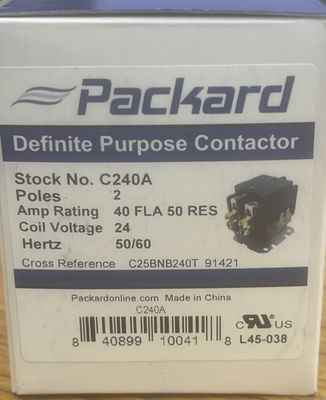 Packard
Definite Purpose Contactor
Stock No. C240A
Poles 2
Amp Rating 40 FLA 50 RES
Coil Voltage 24
Hertz 50/60
Cross Reference C25BNB240T 91421
Packardonline.com Made in China
C240A
8 40899 10041 8
c RU US
L45-038